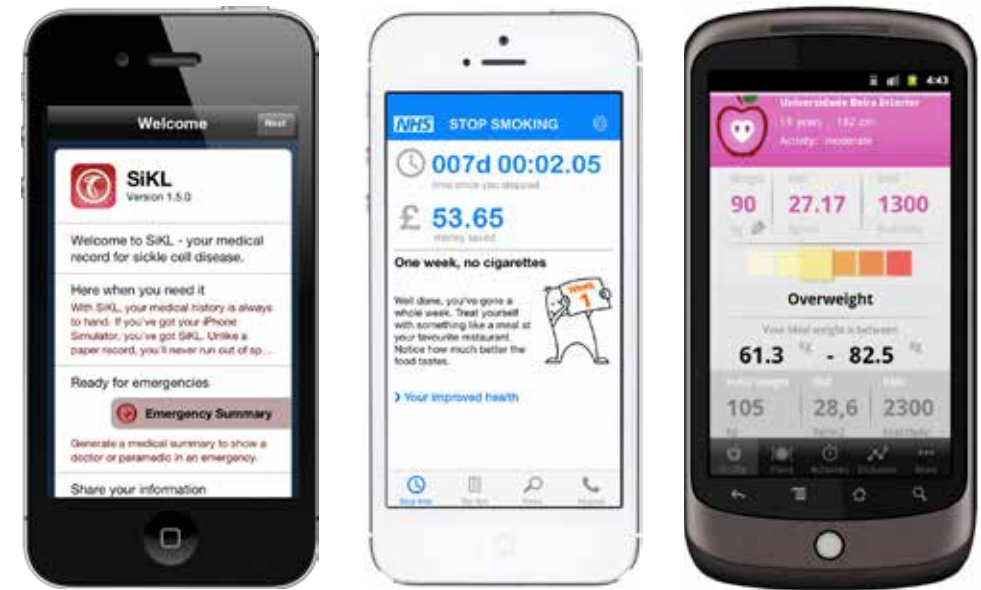 Welcome
Next
SiKL
Version 1.5.0
Welcome to SiKL - your medical
record for sickle cell disease.
Here when you need it
With SiKL, your medical history is always
to hand. If you've got your iPhone
Simulator, you've got SiKL. Unlike a
paper record, you'll never run out of sp...
Ready for emergencies
Emergency Summary
Generate a medical summary to show a
doctor or paramedic in an emergency.
Share your information
NHS STOP SMOKING
007d 00:02.05
time since you stopped
£ 53.65
money saved
One week, no cigarettes
Week
1
Well done, you've gone a
whole week. Treat yourself
with something like a meal at
your favourite restaurant.
Notice how much better the
food tastes.
Your improved health
4:43
Universidade Beira Interior
19 years 182 cm
Activity: moderate
90 27.17 1300
Overweight
Your ideal weight is between
61.3 Kg - 82.5 Kg
105 28,6 2300